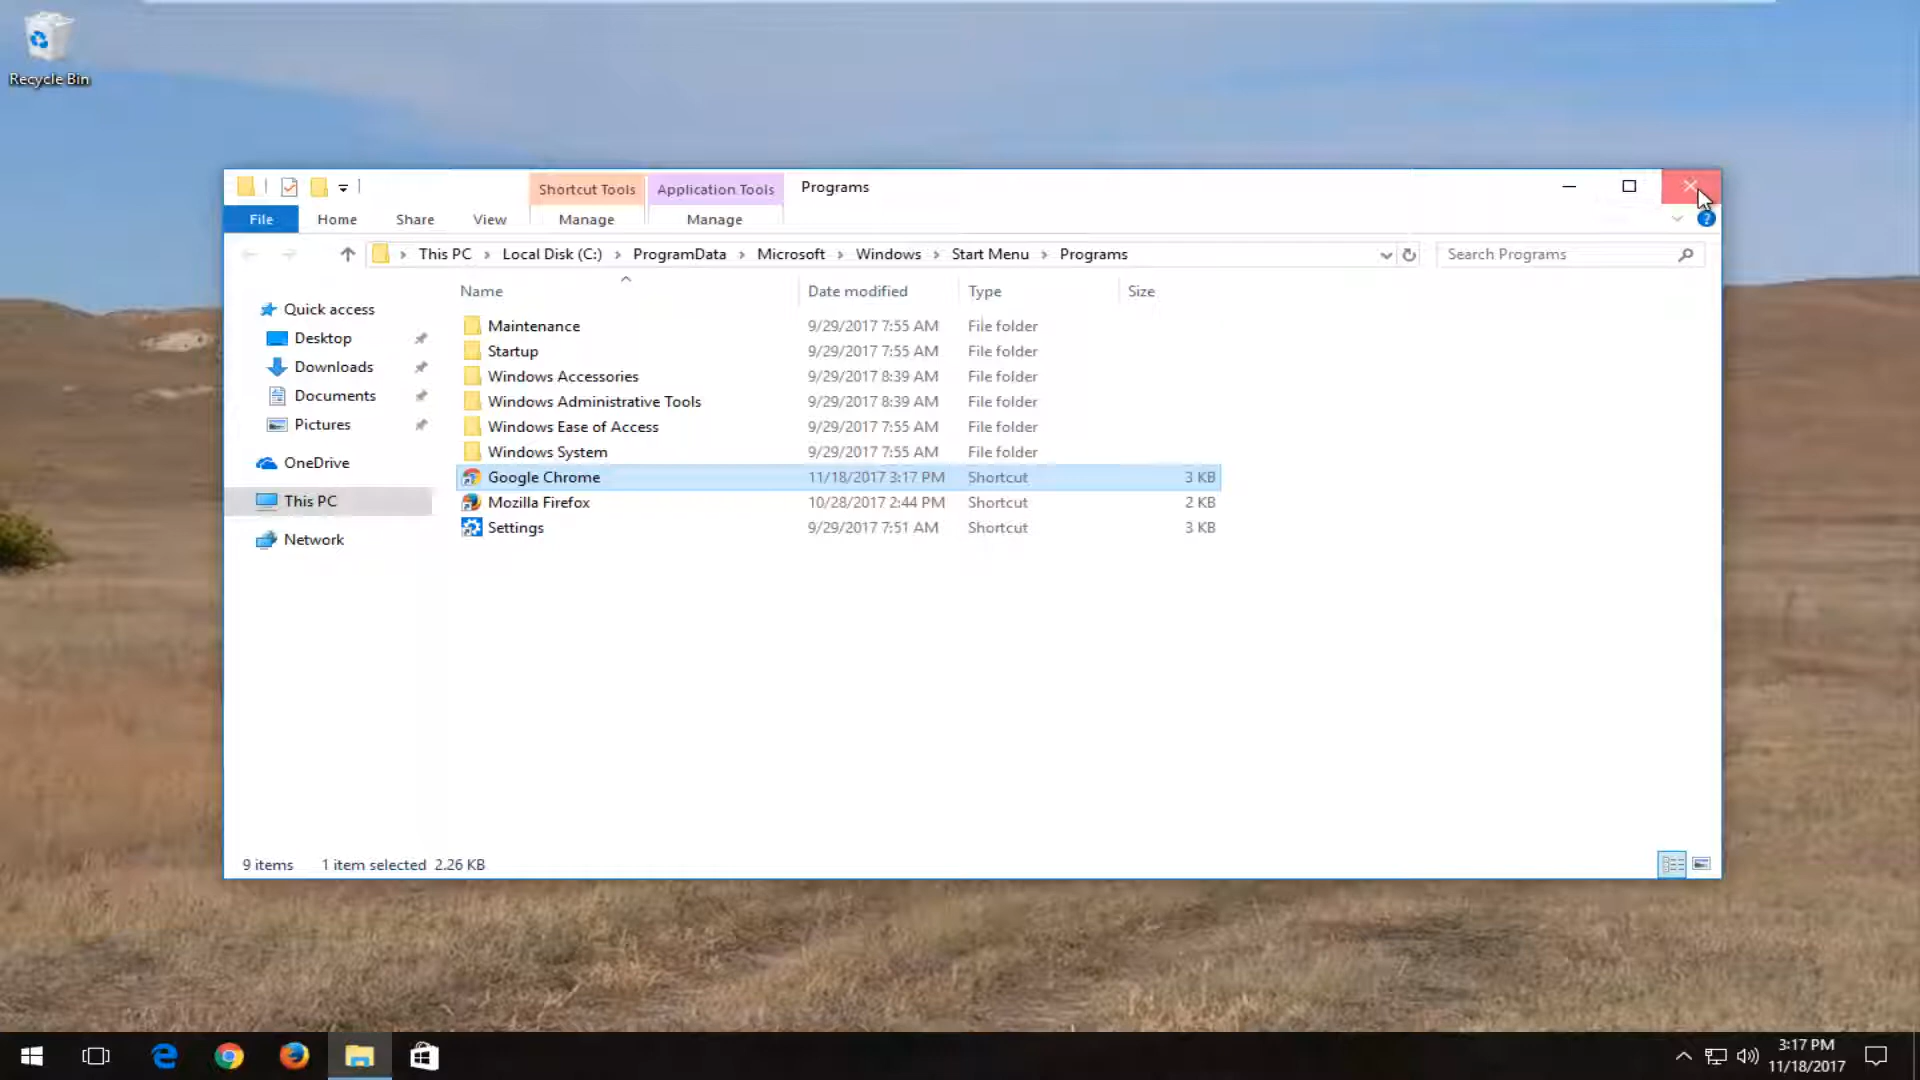 Recycle Bin
Shortcut Tools Application Tools Programs
File Home Share View Manage Manage
This PC Local Disk (C:) ProgramData Microsoft Windows Start Menu Programs Search Programs
Name Date modified Type Size
Quick access
Desktop
Downloads
Documents
Pictures
OneDrive
This PC
Network
Maintenance 9/29/2017 7:55 AM File folder
Startup 9/29/2017 7:55 AM File folder
Windows Accessories 9/29/2017 8:39 AM File folder
Windows Administrative Tools 9/29/2017 8:39 AM File folder
Windows Ease of Access 9/29/2017 7:55 AM File folder
Windows System 9/29/2017 7:55 AM File folder
Google Chrome 11/18/2017 3:17 PM Shortcut 3 KB
Mozilla Firefox 10/28/2017 2:44 PM Shortcut 2 KB
Settings 9/29/2017 7:51 AM Shortcut 3 KB
9 items 1 item selected 2.26 KB
3:17 PM
11/18/2017